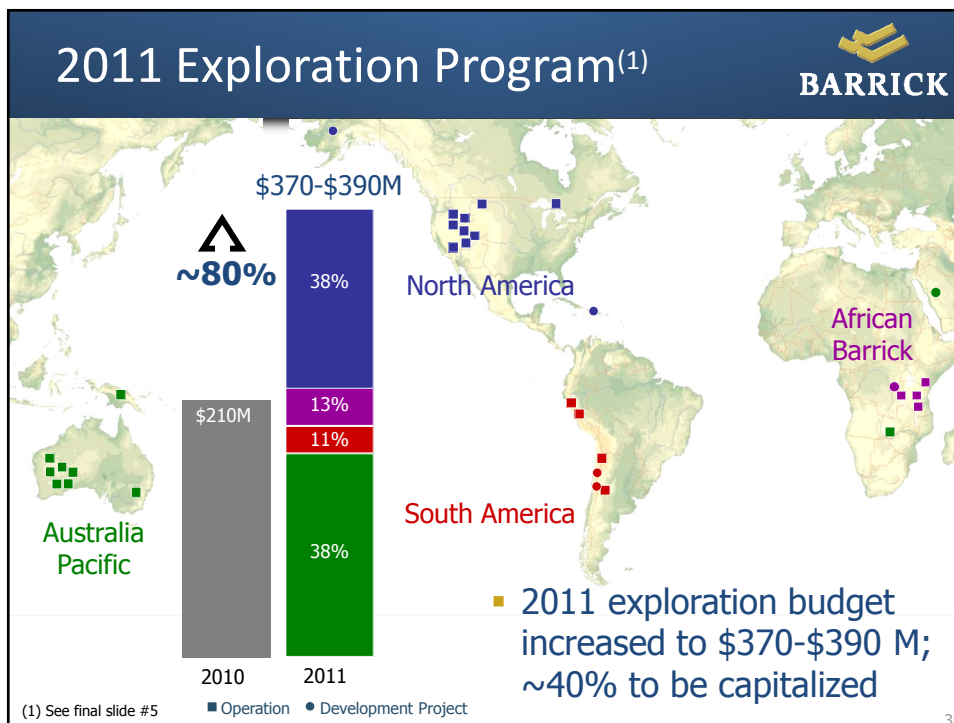 2011 Exploration Program(1)
BARRICK
$370-$390M
~80%
38%
North America
African
Barrick
13%
$210M
11%
South America
Australia
Pacific
38%
▪ 2011 exploration budget
increased to $370-$390 M;
~40% to be capitalized
2010
2011
(1) See final slide #5
■ Operation ● Development Project
3